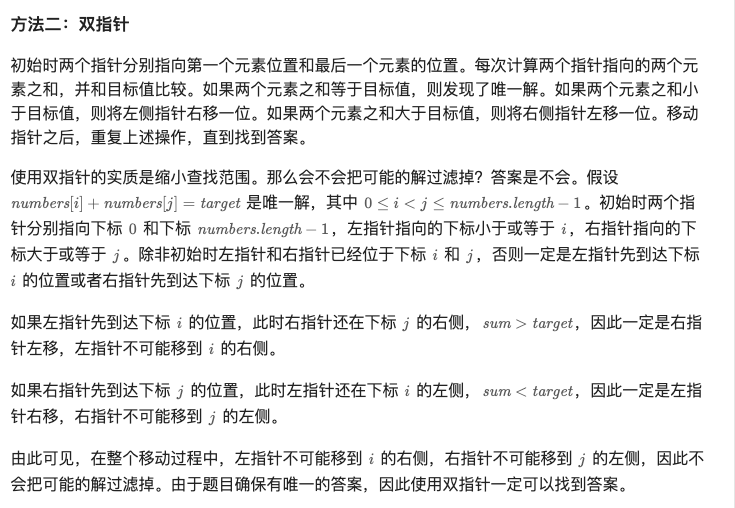 方法二：双指针
初始时两个指针分别指向第一个元素位置和最后一个元素的位置。每次计算两个指针指向的两个元
素之和，并和目标值比较。如果两个元素之和等于目标值，则发现了唯一解。如果两个元素之和小
于目标值，则将左侧指针右移一位。如果两个元素之和大于目标值，则将右侧指针左移一位。移动
指针之后，重复上述操作，直到找到答案。
使用双指针的实质是缩小查找范围。那么会不会把可能的解过滤掉？答案是不会。假设
numbers[i] + numbers[j] = target 是唯一解，其中 0 ≤ i < j ≤ numbers.length − 1。初始时两个指
针分别指向下标 0 和下标 numbers.length − 1，左指针指向的下标小于或等于 i，右指针指向的下
标大于或等于 j。除非初始时左指针和右指针已经位于下标 i 和 j，否则一定是左指针先到达下标
i 的位置或者右指针先到达下标 j 的位置。
如果左指针先到达下标 i 的位置，此时右指针还在下标 j 的右侧，sum > target，因此一定是右指
针左移，左指针不可能移到 i 的右侧。
如果右指针先到达下标 j 的位置，此时左指针还在下标 i 的左侧，sum < target，因此一定是左指
针右移，右指针不可能移到 j 的左侧。
由此可见，在整个移动过程中，左指针不可能移到 i 的右侧，右指针不可能移到 j 的左侧，因此不
会把可能的解过滤掉。由于题目确保有唯一的答案，因此使用双指针一定可以找到答案。